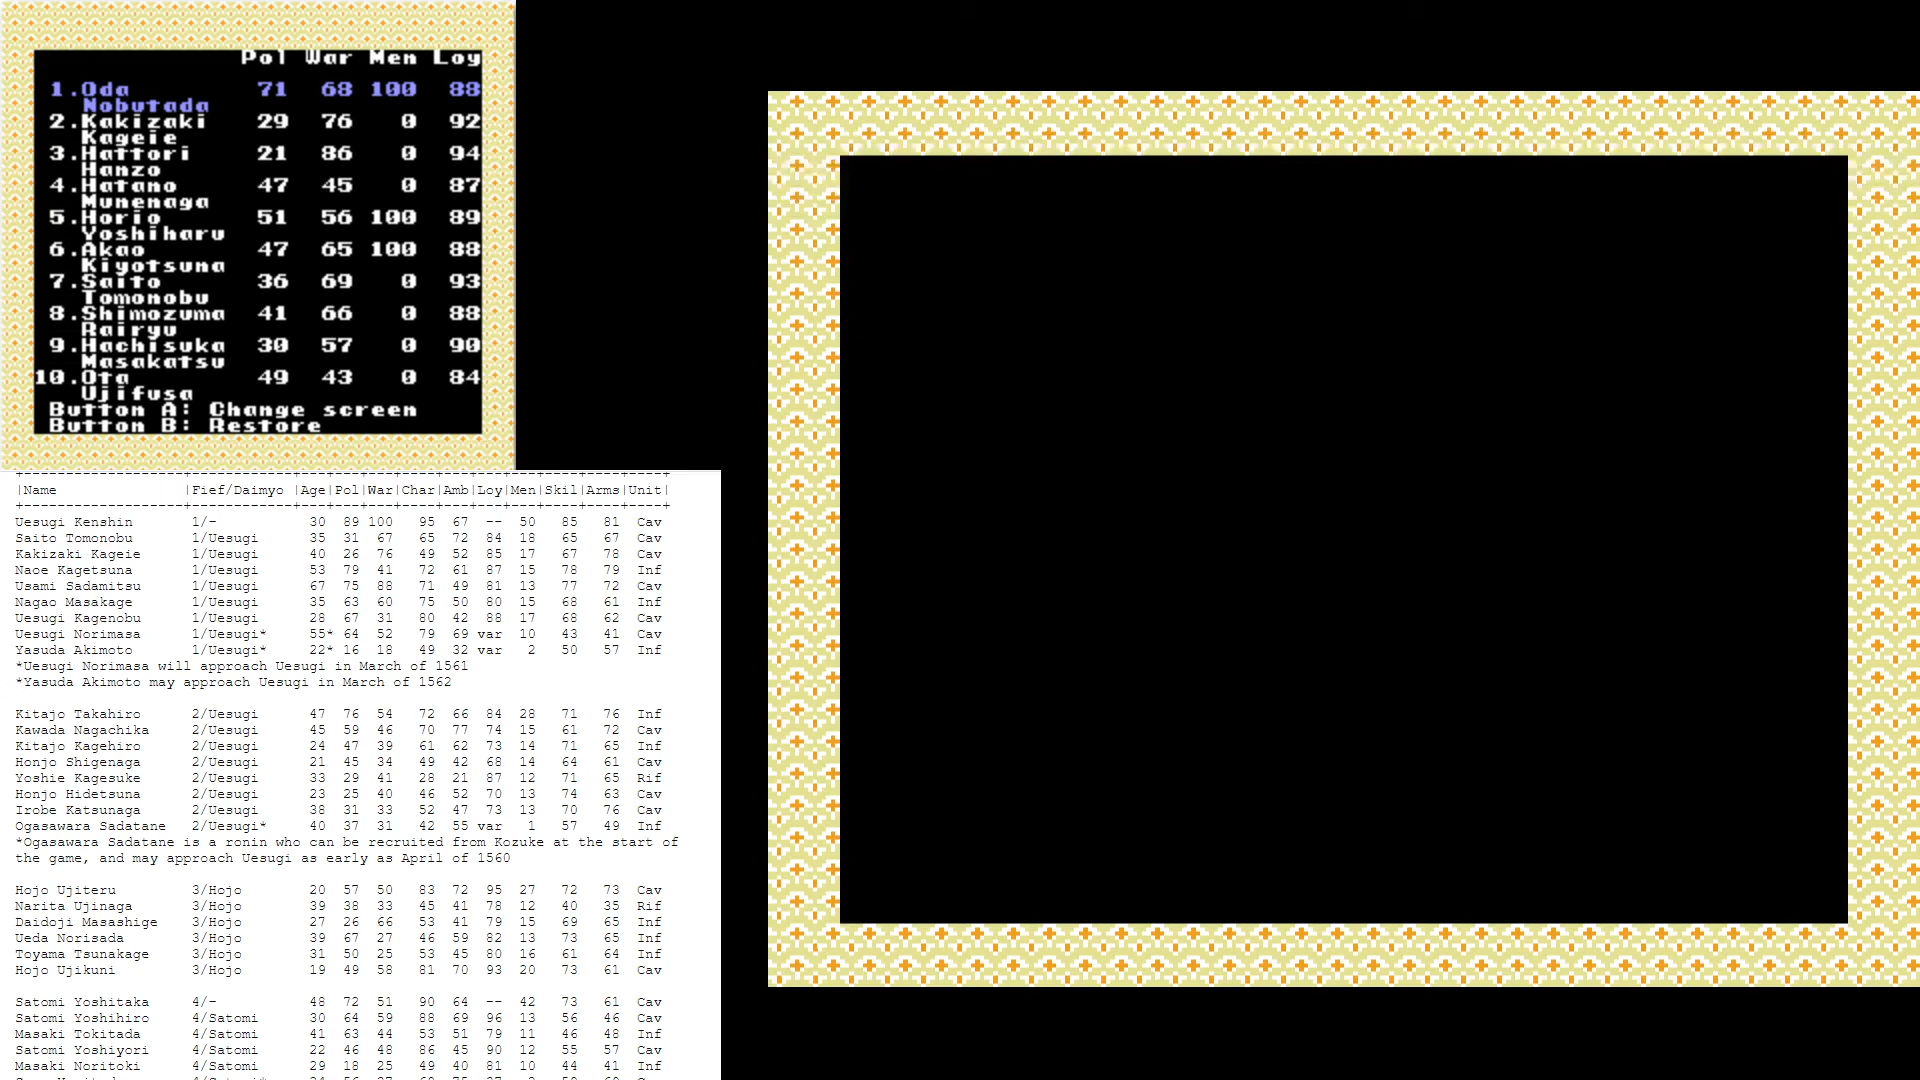 Pol War Men Loy
1.Oda 71 68 100 88
Nobutada
2.Kakizaki 29 76 0 92
Kageie
3.Hattori 21 86 0 94
Hanzo
4.Hatano 47 45 0 87
Munenaga
5.Horio 51 56 100 89
Yoshiharu
6.Akao 47 65 100 88
Kiyotsuna
7.Saito 36 69 0 93
Tomonobu
8.Shimozuma 41 66 0 88
Rairyu
9.Hachisuka 30 57 0 90
Masakatsu
10.Ota 49 43 0 84
Ujifusa
Button A: Change screen
Button B: Restore
|Name |Fief/Daimyo |Age|Pol|War|Char|Amb|Loy|Men|Skil|Arms|Unit|
Uesugi Kenshin 1/- 30 89 100 95 67 -- 50 85 81 Cav
Saito Tomonobu 1/Uesugi 35 31 67 65 72 84 18 65 67 Cav
Kakizaki Kageie 1/Uesugi 40 26 76 49 52 85 17 67 78 Cav
Naoe Kagetsuna 1/Uesugi 53 79 41 72 61 87 15 78 79 Inf
Usami Sadamitsu 1/Uesugi 67 75 88 71 49 81 13 77 72 Cav
Nagao Masakage 1/Uesugi 35 63 60 75 50 80 15 68 61 Inf
Uesugi Kagenobu 1/Uesugi 28 67 31 80 42 88 17 68 62 Cav
Uesugi Norimasa 1/Uesugi* 55* 64 52 79 69 var 10 43 41 Cav
Yasuda Akimoto 1/Uesugi* 22* 16 18 49 32 var 2 50 57 Inf
*Uesugi Norimasa will approach Uesugi in March of 1561
*Yasuda Akimoto may approach Uesugi in March of 1562
Kitajo Takahiro 2/Uesugi 47 76 54 72 66 84 28 71 76 Inf
Kawada Nagachika 2/Uesugi 45 59 46 70 77 74 15 61 72 Cav
Kitajo Kagehiro 2/Uesugi 24 47 39 61 62 73 14 71 65 Inf
Honjo Shigenaga 2/Uesugi 21 45 34 49 42 68 14 64 61 Cav
Yoshie Kagesuke 2/Uesugi 33 29 41 28 21 87 12 71 65 Rif
Honjo Hidetsuna 2/Uesugi 23 25 40 46 52 70 13 74 63 Cav
Irobe Katsunaga 2/Uesugi 38 31 33 52 47 73 13 70 76 Cav
Ogasawara Sadatane 2/Uesugi* 40 37 31 42 55 var 1 57 49 Inf
*Ogasawara Sadatane is a ronin who can be recruited from Kozuke at the start of
the game, and may approach Uesugi as early as April of 1560
Hojo Ujiteru 3/Hojo 20 57 50 83 72 95 27 72 73 Cav
Narita Ujinaga 3/Hojo 39 38 33 45 41 78 12 40 35 Rif
Daidoji Masashige 3/Hojo 27 26 66 53 41 79 15 69 65 Inf
Ueda Norisada 3/Hojo 39 67 27 46 59 82 13 73 65 Inf
Toyama Tsunakage 3/Hojo 31 50 25 53 45 80 16 61 64 Inf
Hojo Ujikuni 3/Hojo 19 49 58 81 70 93 20 73 61 Cav
Satomi Yoshitaka 4/- 48 72 51 90 64 -- 42 73 61 Cav
Satomi Yoshihiro 4/Satomi 30 64 59 88 69 96 13 56 46 Cav
Masaki Tokitada 4/Satomi 41 63 44 53 51 79 11 46 48 Inf
Satomi Yoshiyori 4/Satomi 22 46 48 86 45 90 12 55 57 Cav
Masaki Noritoki 4/Satomi 29 18 25 49 40 81 10 44 41 Inf